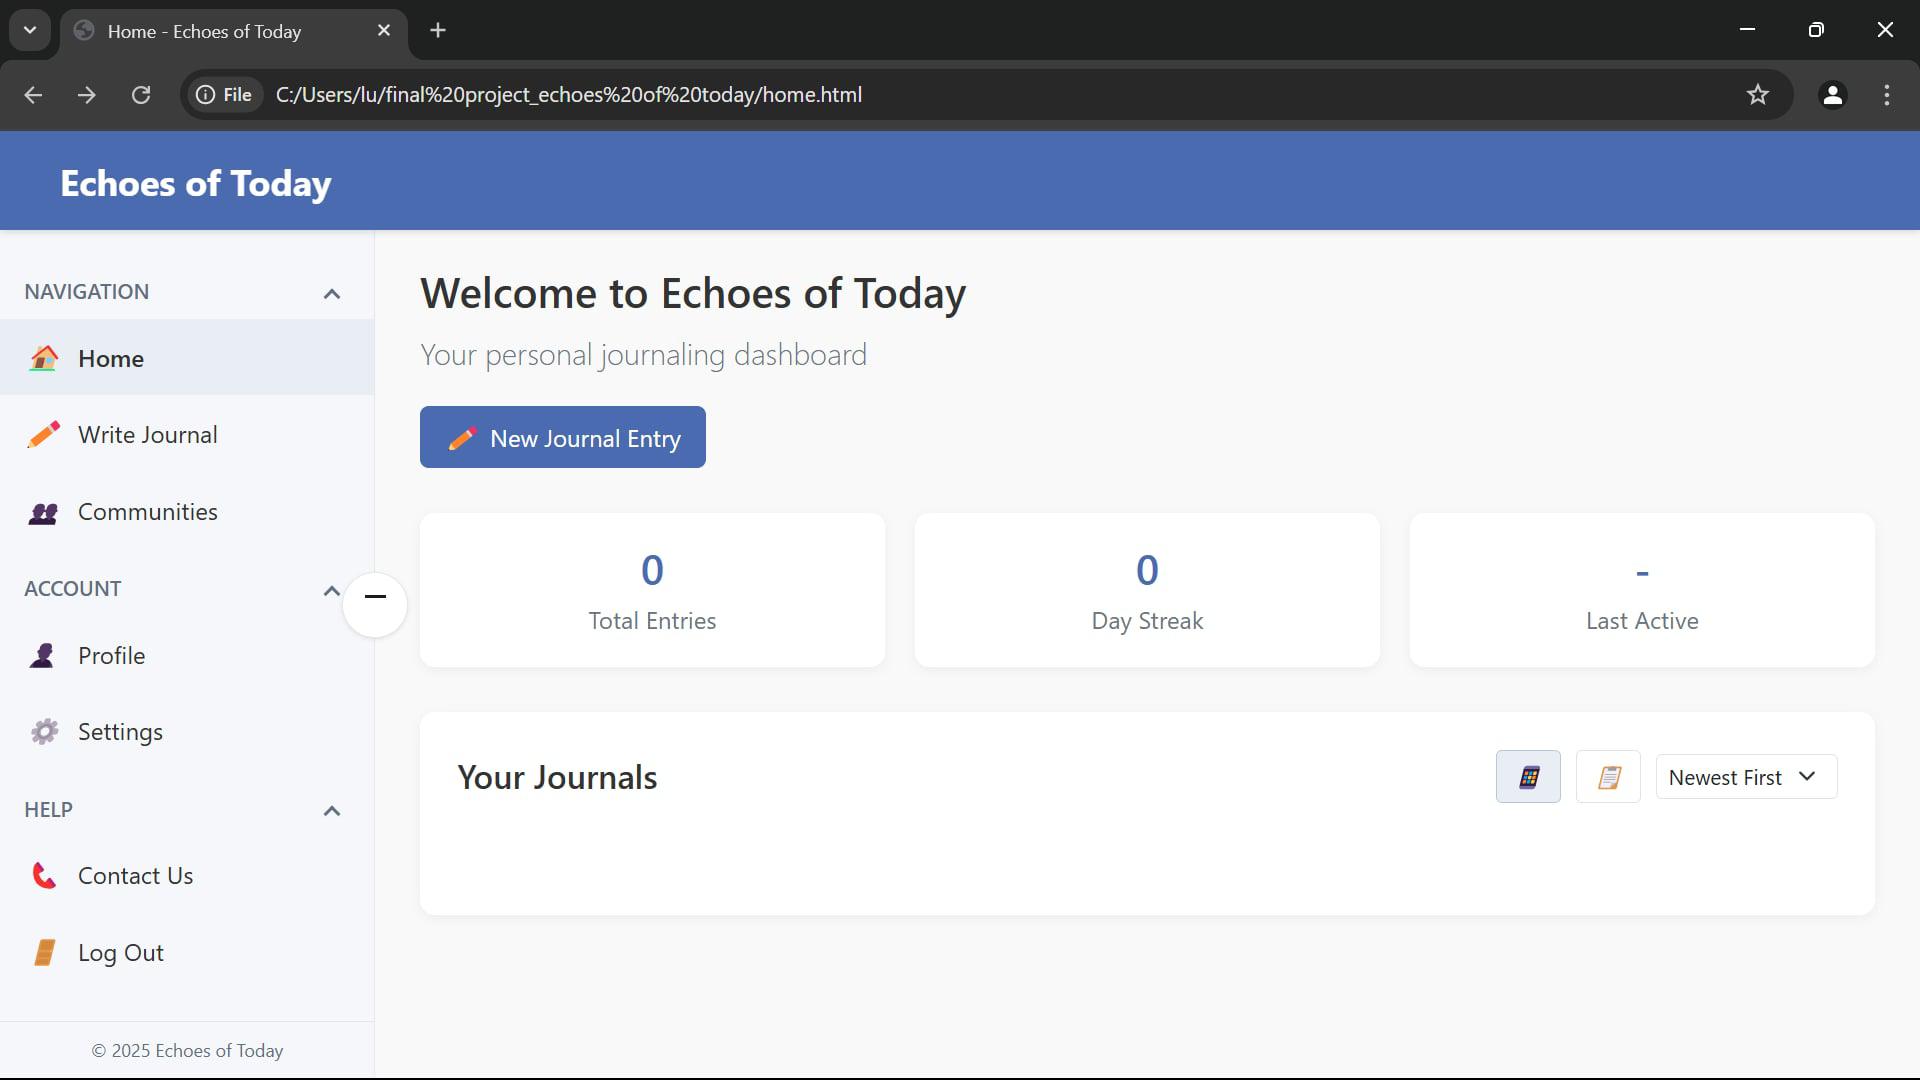 Home - Echoes of Today
File C:/Users/lu/final%20project_echoes%20of%20today/home.html
Echoes of Today
NAVIGATION
Home
Write Journal
Communities
ACCOUNT
Profile
Settings
HELP
Contact Us
Log Out
© 2025 Echoes of Today
Welcome to Echoes of Today
Your personal journaling dashboard
New Journal Entry
0
Total Entries
0
Day Streak
-
Last Active
Your Journals
Newest First